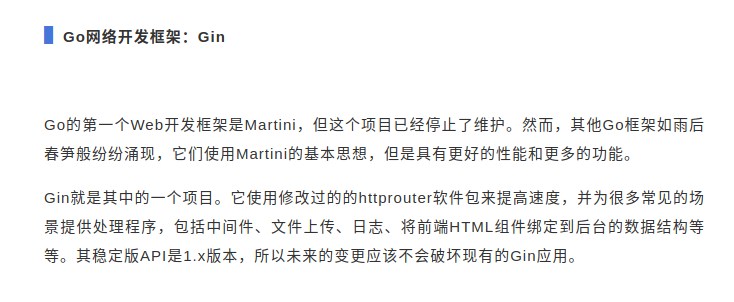 Go网络开发框架：Gin
Go的第一个Web开发框架是Martini，但这个项目已经停止了维护。然而，其他Go框架如雨后
春笋般纷纷涌现，它们使用Martini的基本思想，但是具有更好的性能和更多的功能。
Gin就是其中的一个项目。它使用修改过的的httprouter软件包来提高速度，并为很多常见的场
景提供处理程序，包括中间件、文件上传、日志、将前端HTML组件绑定到后台的数据结构等
等。其稳定版API是1.x版本，所以未来的变更应该不会破坏现有的Gin应用。